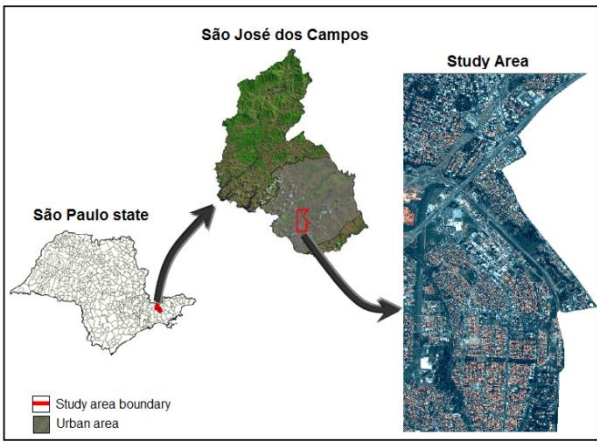 São José dos Campos
Study Area
São Paulo state
Study area boundary
Urban area